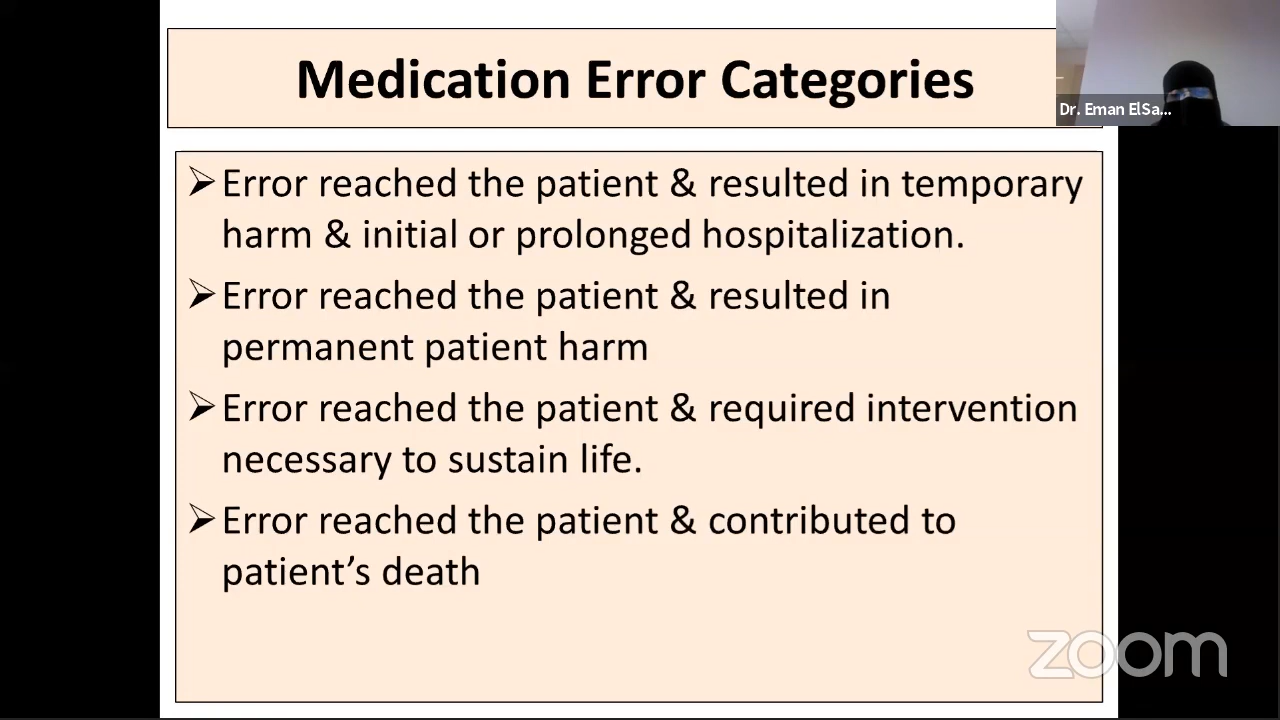 Medication Error Categories
Dr. Eman ElSa...
➢Error reached the patient & resulted in temporary
harm & initial or prolonged hospitalization.
➢Error reached the patient & resulted in
permanent patient harm
➢Error reached the patient & required intervention
necessary to sustain life.
➢Error reached the patient & contributed to
patient’s death
zoom